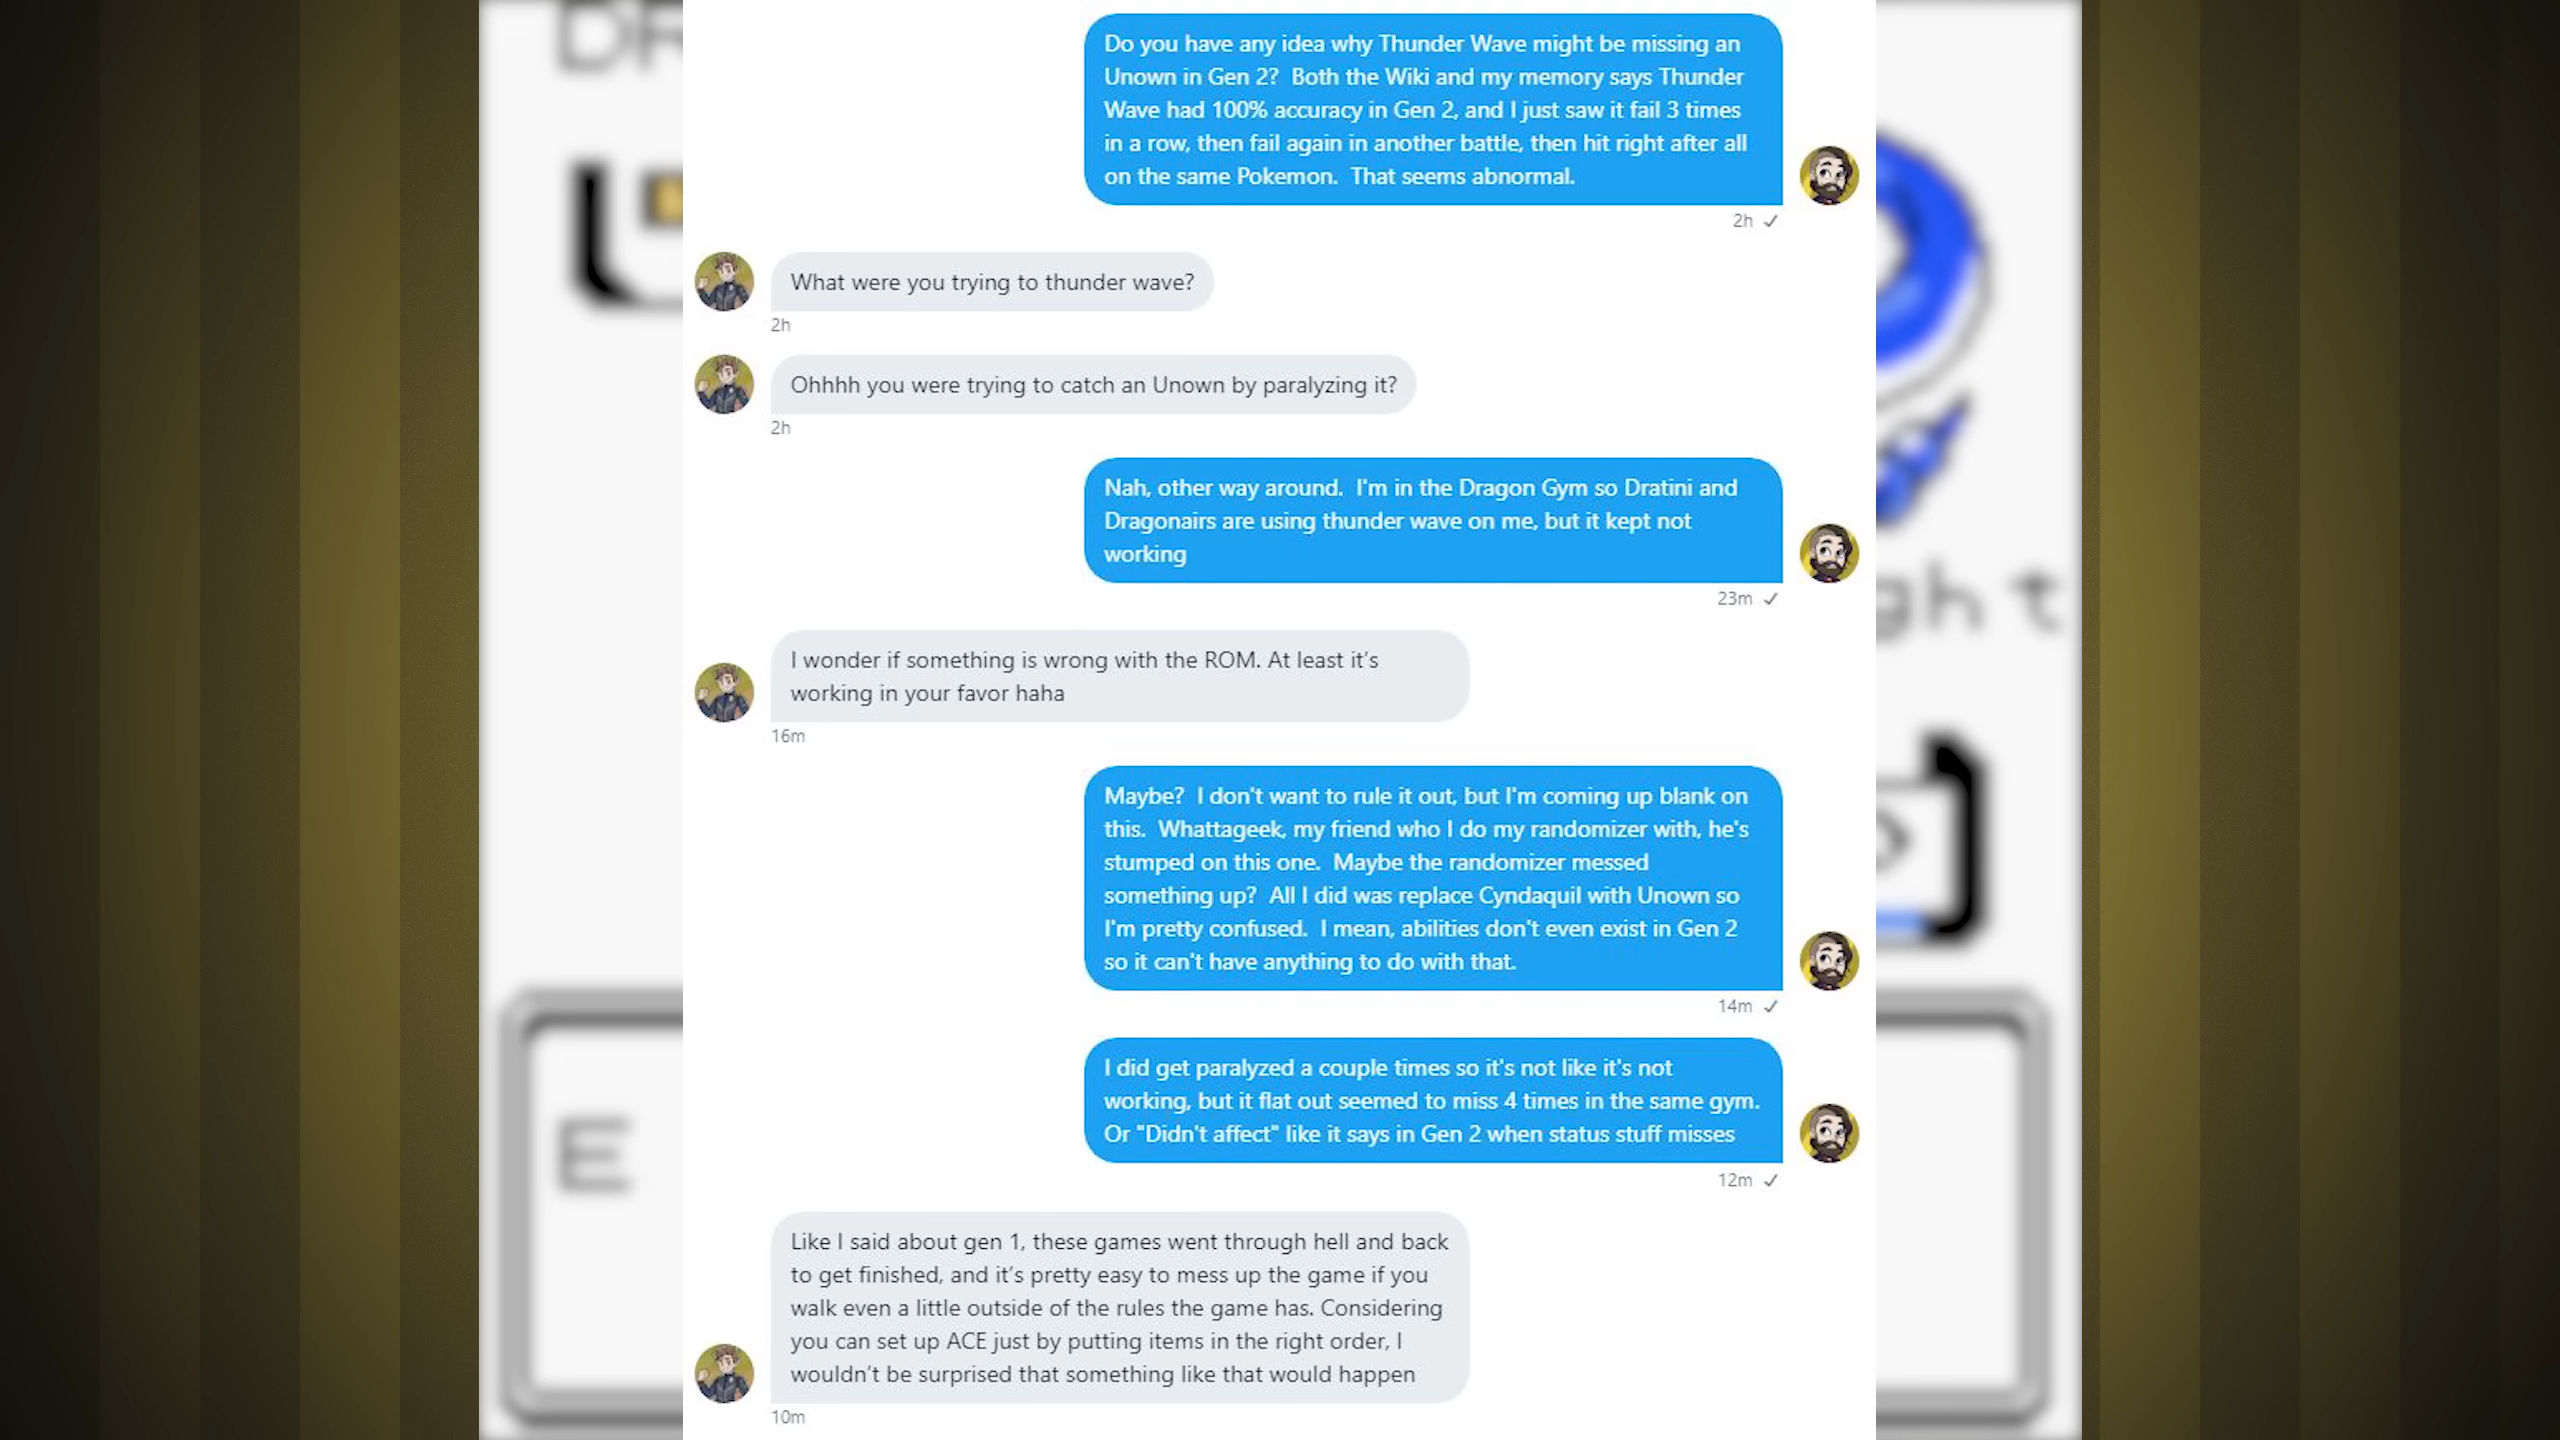 Do you have any idea why Thunder Wave might be missing an
Unown in Gen 2?  Both the Wiki and my memory says Thunder
Wave had 100% accuracy in Gen 2, and I just saw it fail 3 times
in a row, then fail again in another battle, then hit right after all
on the same Pokemon.  That seems abnormal.
2h ✓
What were you trying to thunder wave?
2h
Ohhhh you were trying to catch an Unown by paralyzing it?
2h
Nah, other way around.  I'm in the Dragon Gym so Dratini and
Dragonairs are using thunder wave on me, but it kept not
working
23m ✓
I wonder if something is wrong with the ROM. At least it’s
working in your favor haha
16m
Maybe?  I don't want to rule it out, but I'm coming up blank on
this.  Whattageek, my friend who I do my randomizer with, he's
stumped on this one.  Maybe the randomizer messed
something up?  All I did was replace Cyndaquil with Unown so
I'm pretty confused.  I mean, abilities don't even exist in Gen 2
so it can't have anything to do with that.
14m ✓
I did get paralyzed a couple times so it's not like it's not
working, but it flat out seemed to miss 4 times in the same gym.
Or "Didn't affect" like it says in Gen 2 when status stuff misses
12m ✓
Like I said about gen 1, these games went through hell and back
to get finished, and it’s pretty easy to mess up the game if you
walk even a little outside of the rules the game has. Considering
you can set up ACE just by putting items in the right order, I
wouldn’t be surprised that something like that would happen
10m
DR
ght
E